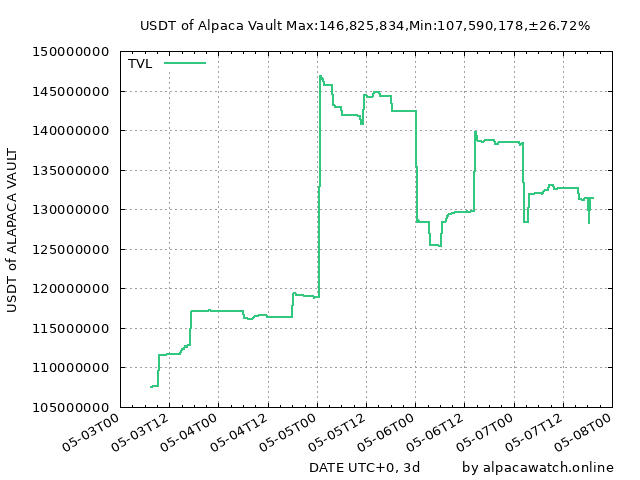 USDT of Alpaca Vault Max:146,825,834,Min:107,590,178,±26.72%
TVL
150000000
145000000
140000000
135000000
130000000
125000000
120000000
115000000
110000000
105000000
USDT of ALAPACA VAULT
05-03T00
05-03T12
05-04T00
05-04T12
05-05T00
05-05T12
05-06T00
05-06T12
05-07T00
05-07T12
05-08T00
DATE UTC+0, 3d
by alpacawatch.online